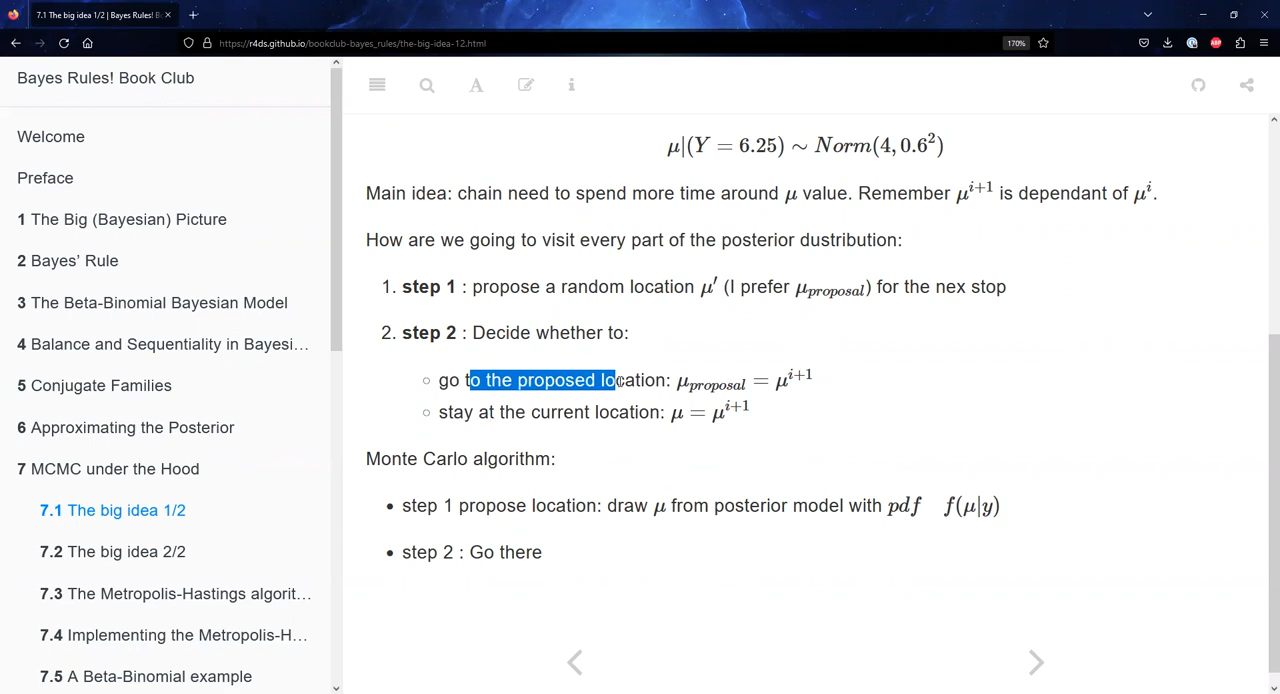 7.1 The big idea 1/2 | Bayes Rules! B
https://r4ds.github.io/bookclub-bayes_rules/the-big-idea-12.html
170%
ABP
Bayes Rules! Book Club
Welcome
Preface
1 The Big (Bayesian) Picture
2 Bayes' Rule
3 The Beta-Binomial Bayesian Model
4 Balance and Sequentiality in Bayesi…
5 Conjugate Families
6 Approximating the Posterior
7 MCMC under the Hood
7.1 The big idea 1/2
7.2 The big idea 2/2
7.3 The Metropolis-Hastings algorit…
7.4 Implementing the Metropolis-H…
7.5 A Beta-Binomial example
μ|(Y = 6.25) ∼ Norm(4, 0.6²)
Main idea: chain need to spend more time around μ value. Remember μ^{i+1} is dependant of μ^i.
How are we going to visit every part of the posterior dustribution:
1. step 1 : propose a random location μ′ (I prefer μ_{proposal}) for the nex stop
2. step 2 : Decide whether to:
go to the proposed location: μ_{proposal} = μ^{i+1}
stay at the current location: μ = μ^{i+1}
Monte Carlo algorithm:
• step 1 propose location: draw μ from posterior model with pdf f(μ|y)
• step 2 : Go there